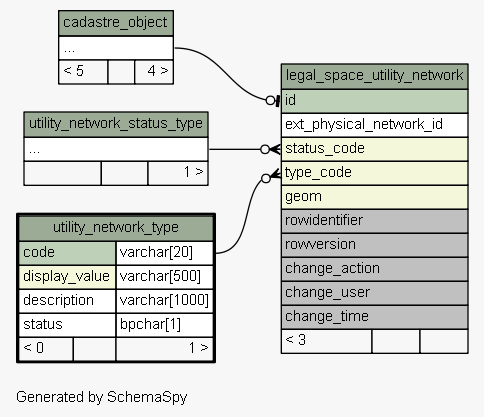 cadastre_object
...
< 5 4 >
utility_network_status_type
...
1 >
utility_network_type
code varchar[20]
display_value varchar[500]
description varchar[1000]
status bpchar[1]
< 0 1 >
legal_space_utility_network
id
ext_physical_network_id
status_code
type_code
geom
rowidentifier
rowversion
change_action
change_user
change_time
< 3
Generated by SchemaSpy